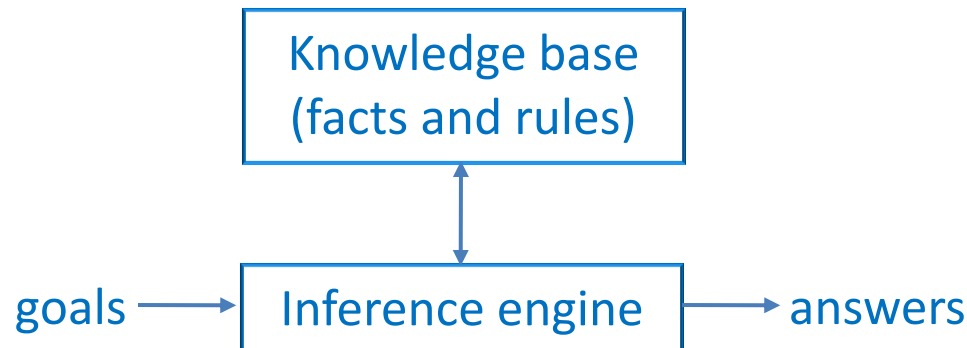 Knowledge base
(facts and rules)
goals
Inference engine
answers